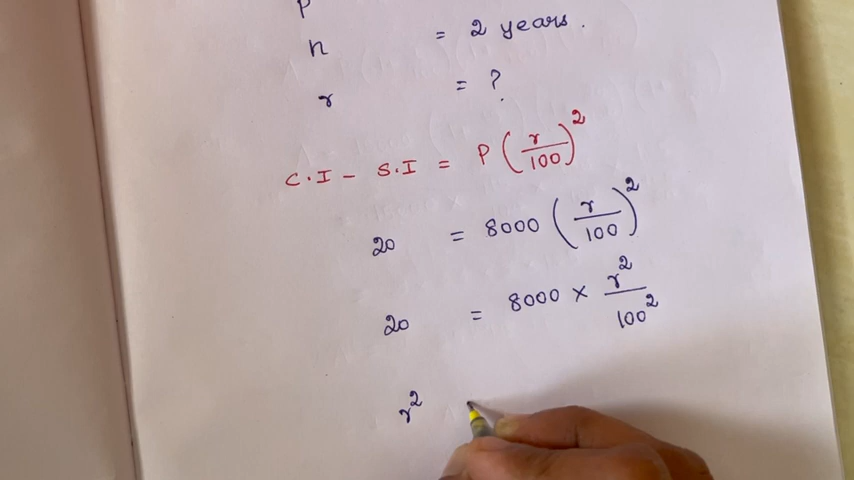 P
n = 2 years.
r = ?
C.I - S.I = P (r/100)²
20 = 8000 (r/100)²
20 = 8000 × r²/100²
r²